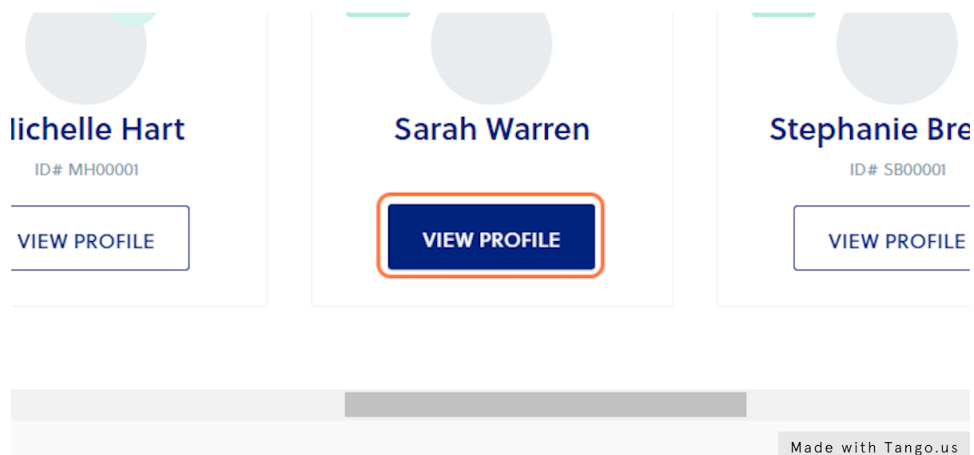 lichelle Hart
Sarah Warren
Stephanie Bre
ID# MH00001
ID# SB00001
VIEW PROFILE
VIEW PROFILE
VIEW PROFILE
Made with Tango.us